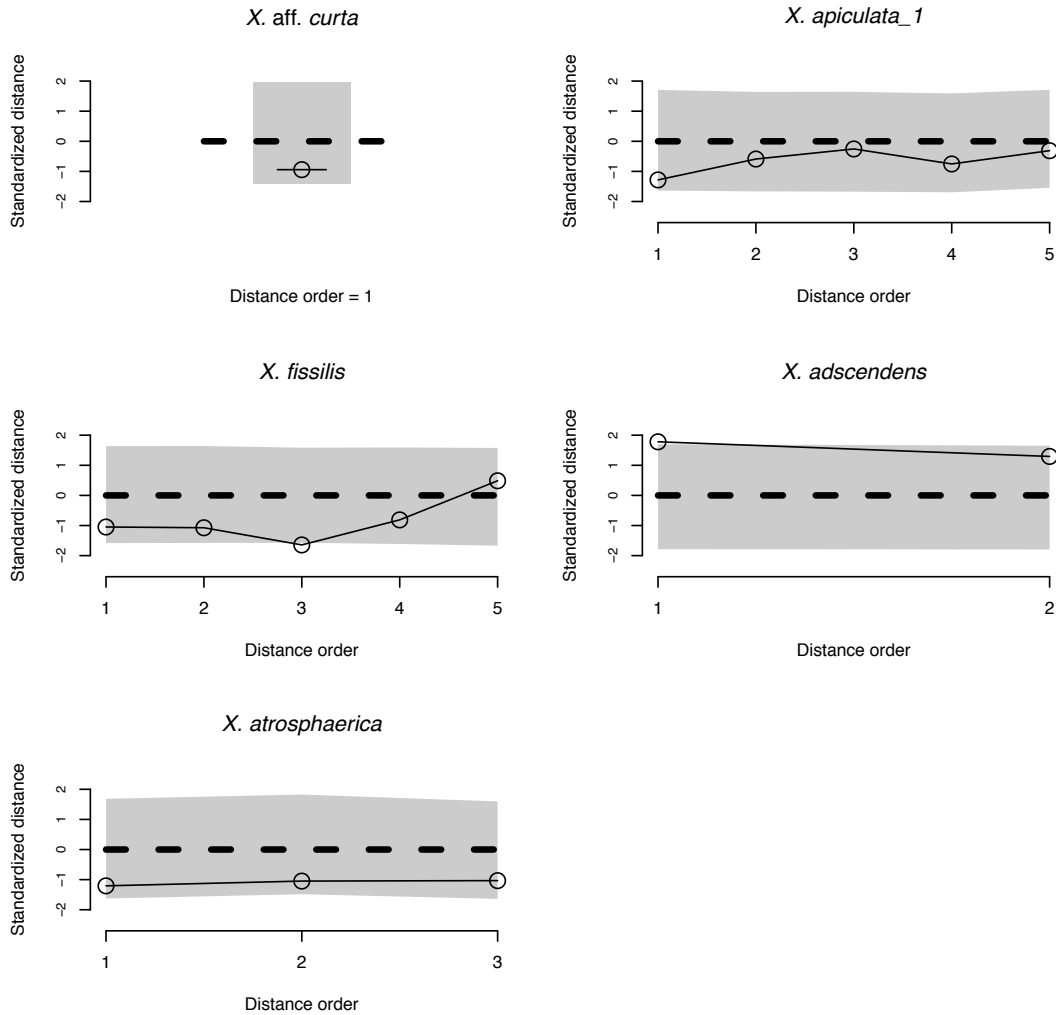 X. aff. curta
Standardized distance
2
1
0
−1
−2
Distance order = 1
X. apiculata_1
Standardized distance
2
1
0
−1
−2
1 2 3 4 5
Distance order
X. fissilis
Standardized distance
2
1
0
−1
−2
1 2 3 4 5
Distance order
X. adscendens
Standardized distance
2
1
0
−1
−2
1 2
Distance order
X. atrosphaerica
Standardized distance
2
1
0
−1
−2
1 2 3
Distance order